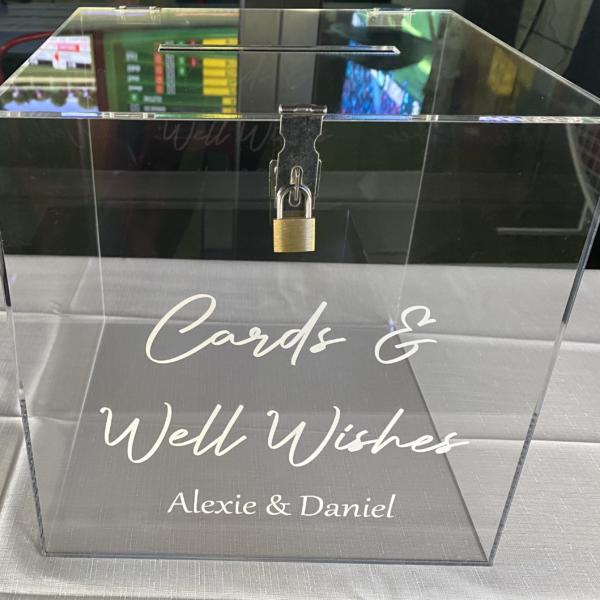 Cards &
Well Wishes
Alexie & Daniel